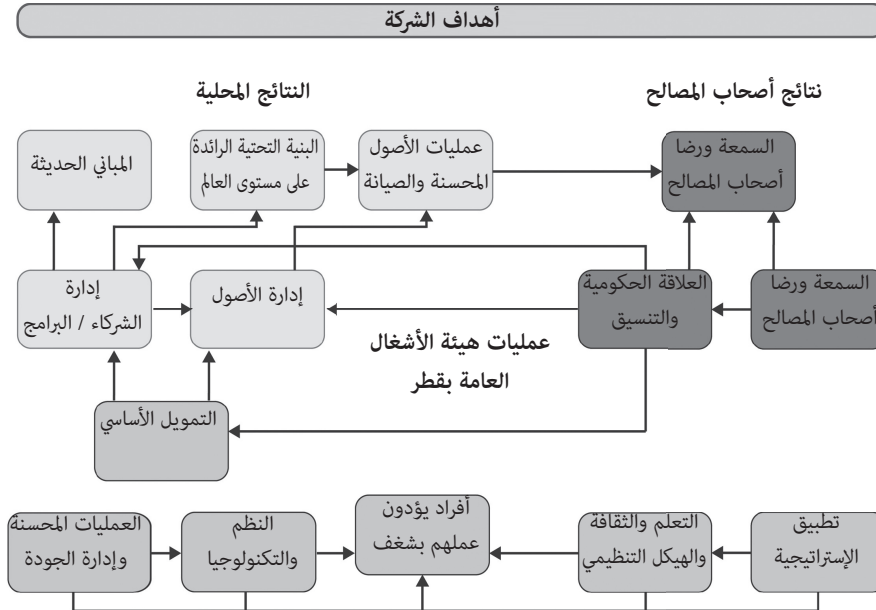 أهداف الشركة
نتائج أصحاب المصالح
النتائج المحلية
السمعة ورضا
أصحاب المصالح
عمليات الأصول
المحسنة والصيانة
البنية التحتية الرائدة
على مستوى العالم
المباني الحديثة
السمعة ورضا
أصحاب المصالح
العلاقة الحكومية
والتنسيق
إدارة الأصول
إدارة
الشركاء / البرامج
عمليات هيئة الأشغال
العامة بقطر
التمويل الأساسي
تطبيق
الإستراتيجية
التعلم والثقافة
والهيكل التنظيمي
أفراد يؤدون
عملهم بشغف
النظم
والتكنولوجيا
العمليات المحسنة
وإدارة الجودة